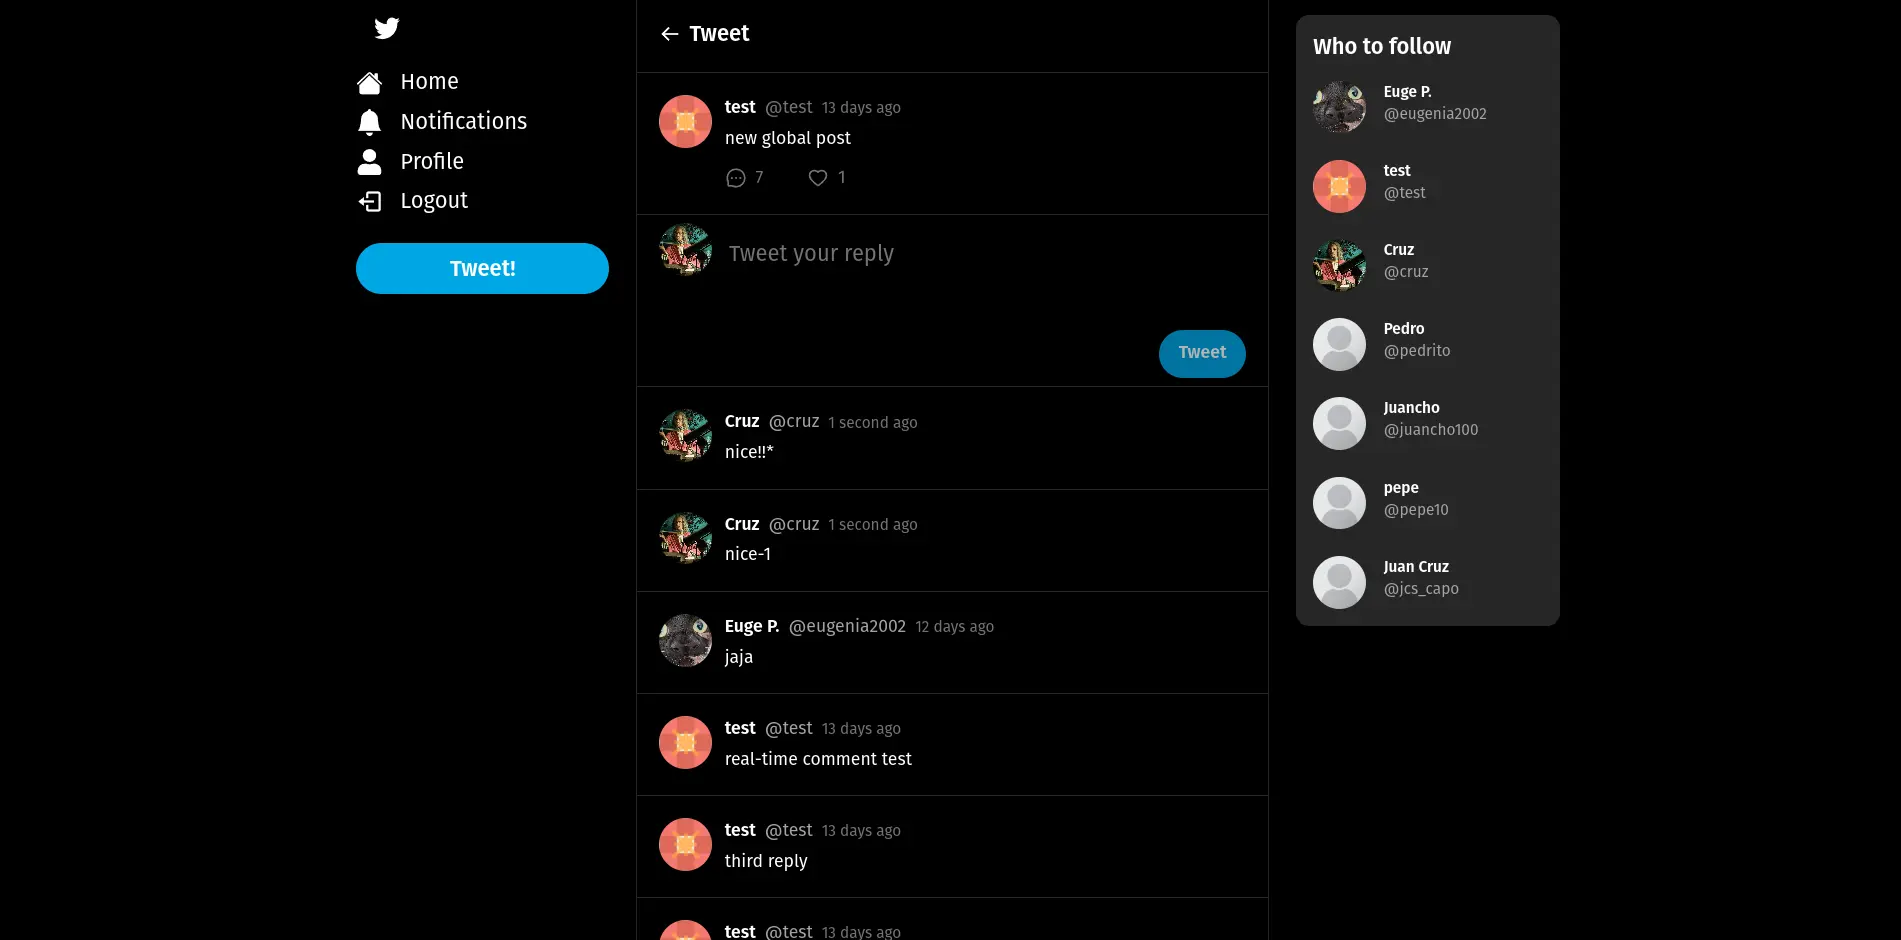 Home
Notifications
Profile
Logout
Tweet!
Tweet
test @test 13 days ago
new global post
7 1
Tweet your reply
Tweet
Cruz @cruz 1 second ago
nice!!*
Cruz @cruz 1 second ago
nice-1
Euge P. @eugenia2002 12 days ago
jaja
test @test 13 days ago
real-time comment test
test @test 13 days ago
third reply
test @test 13 days ago
Who to follow
Euge P.
@eugenia2002
test
@test
Cruz
@cruz
Pedro
@pedrito
Juancho
@juancho100
pepe
@pepe10
Juan Cruz
@jcs_capo